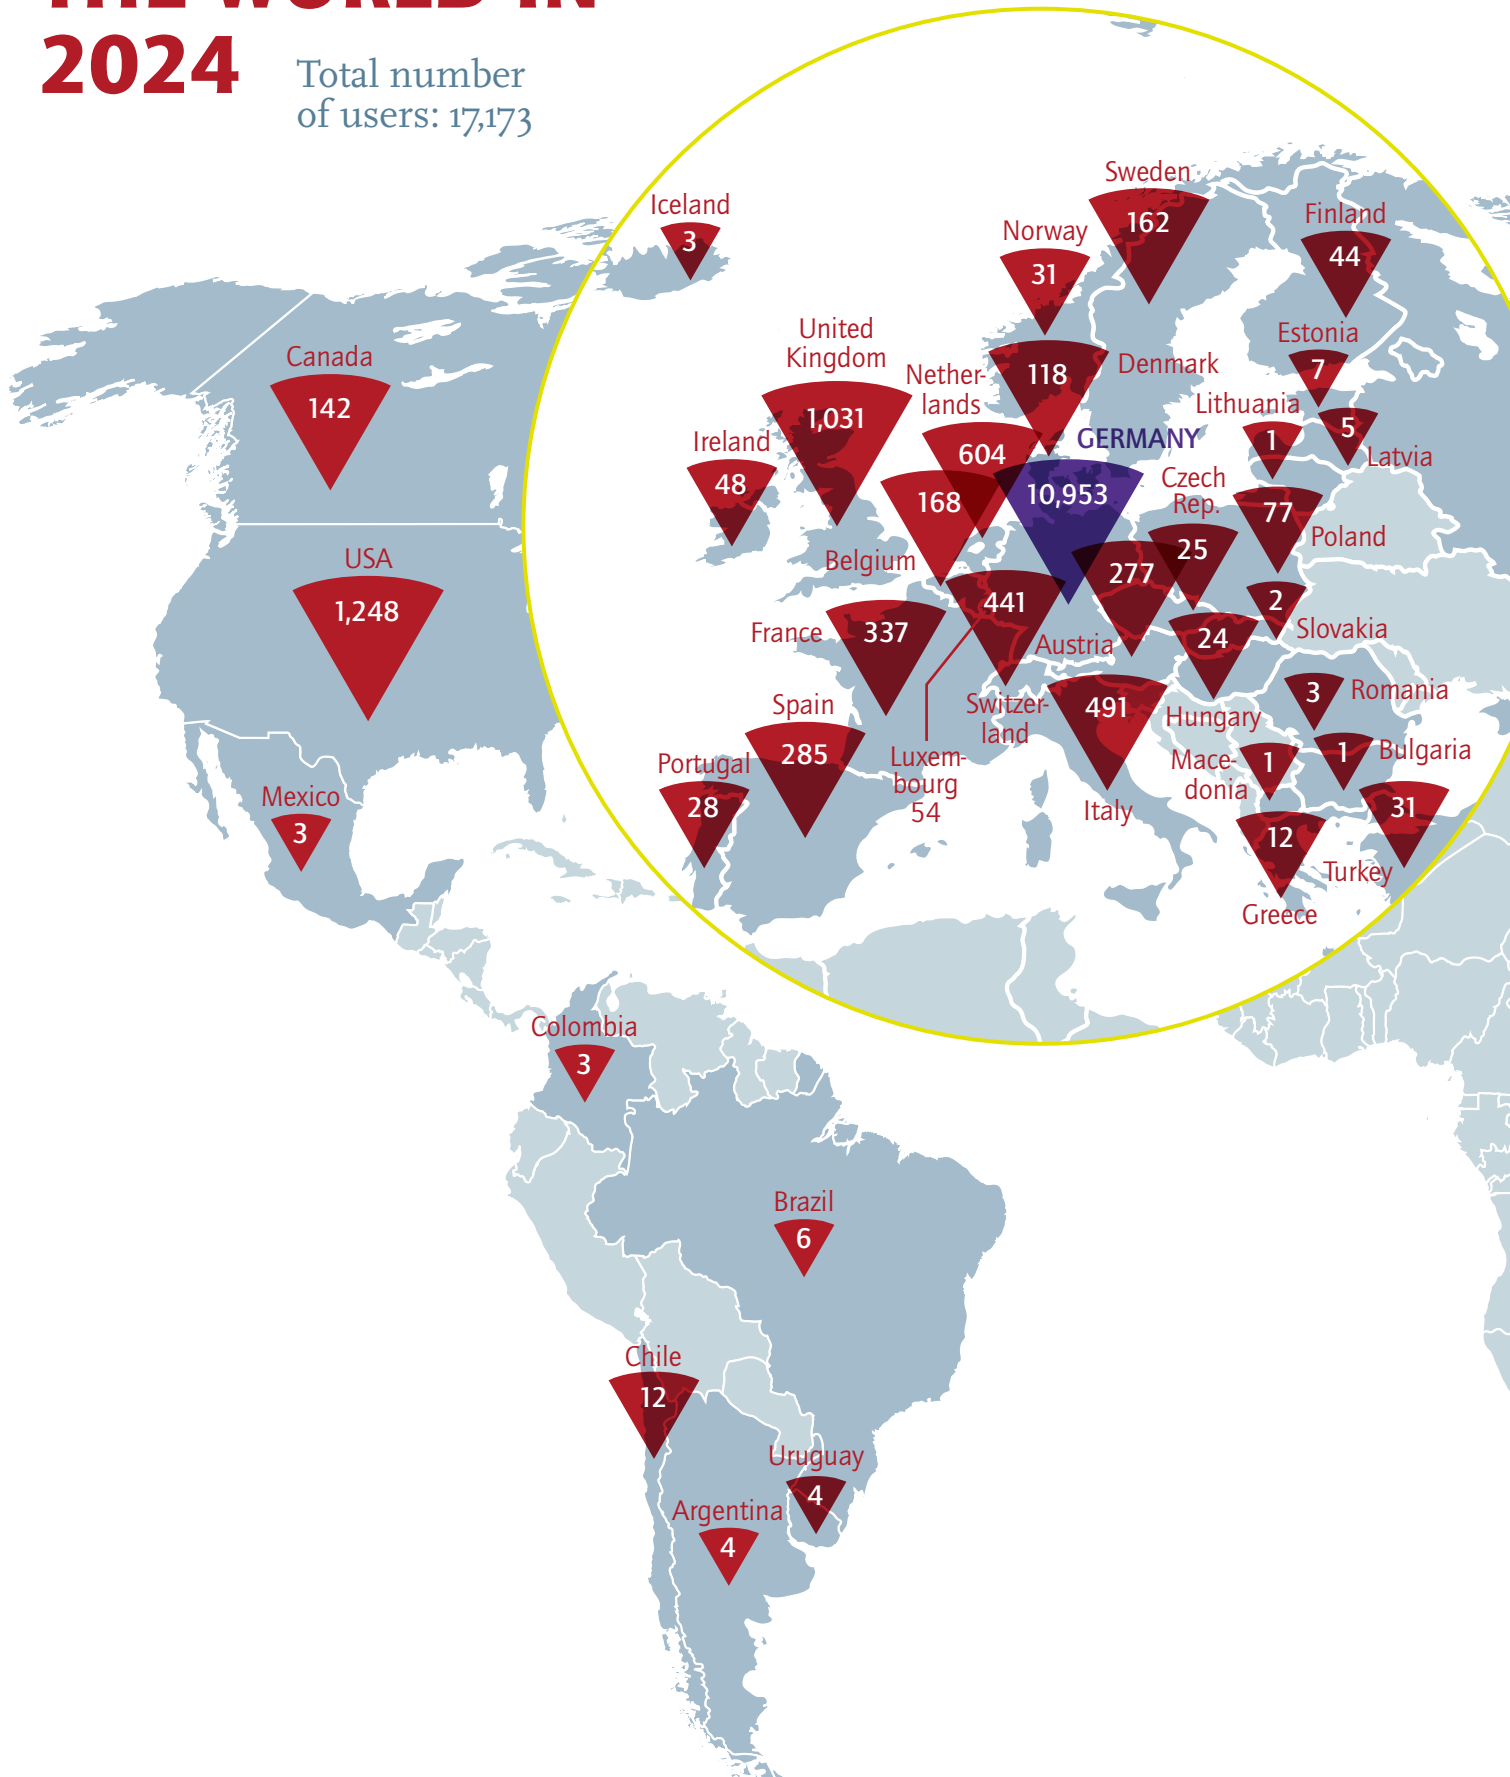 THE WORLD IN
2024
Total number
of users: 17,173
Iceland
3
Sweden
162
Norway
31
Finland
44
Canada
142
United
Kingdom
1,031
Nether-
lands
604
118
Denmark
Estonia
7
Lithuania
1
5
Latvia
Ireland
48
GERMANY
10,953
168
Belgium
Czech
Rep.
25
77
Poland
USA
1,248
277
Austria
441
Switzer-
land
France
337
2
Slovakia
24
Hungary
Spain
285
Luxem-
bourg
54
491
Italy
3
Romania
Portugal
28
Mace-
donia
1
1
Bulgaria
Mexico
3
12
Greece
31
Turkey
Colombia
3
Brazil
6
Chile
12
Uruguay
4
Argentina
4